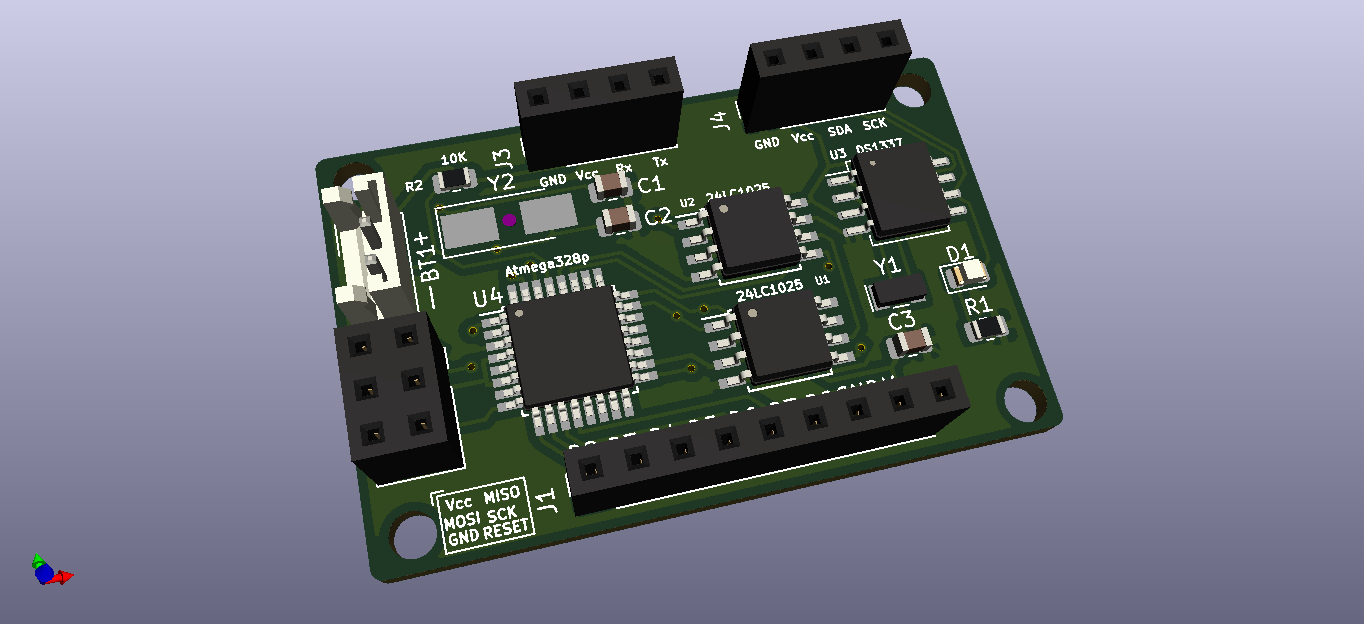 J4
GND Vcc SDA SCK
10K
J3
Tx
Rx
U3 DS1337
R2
Y2
GND Vcc
C1
24LC1025
U2
C2
BT1+
Atmega328p
Y1
D1
U4
24LC1025
U1
R1
C3
Vcc MISO
MOSI SCK
GND RESET
J1